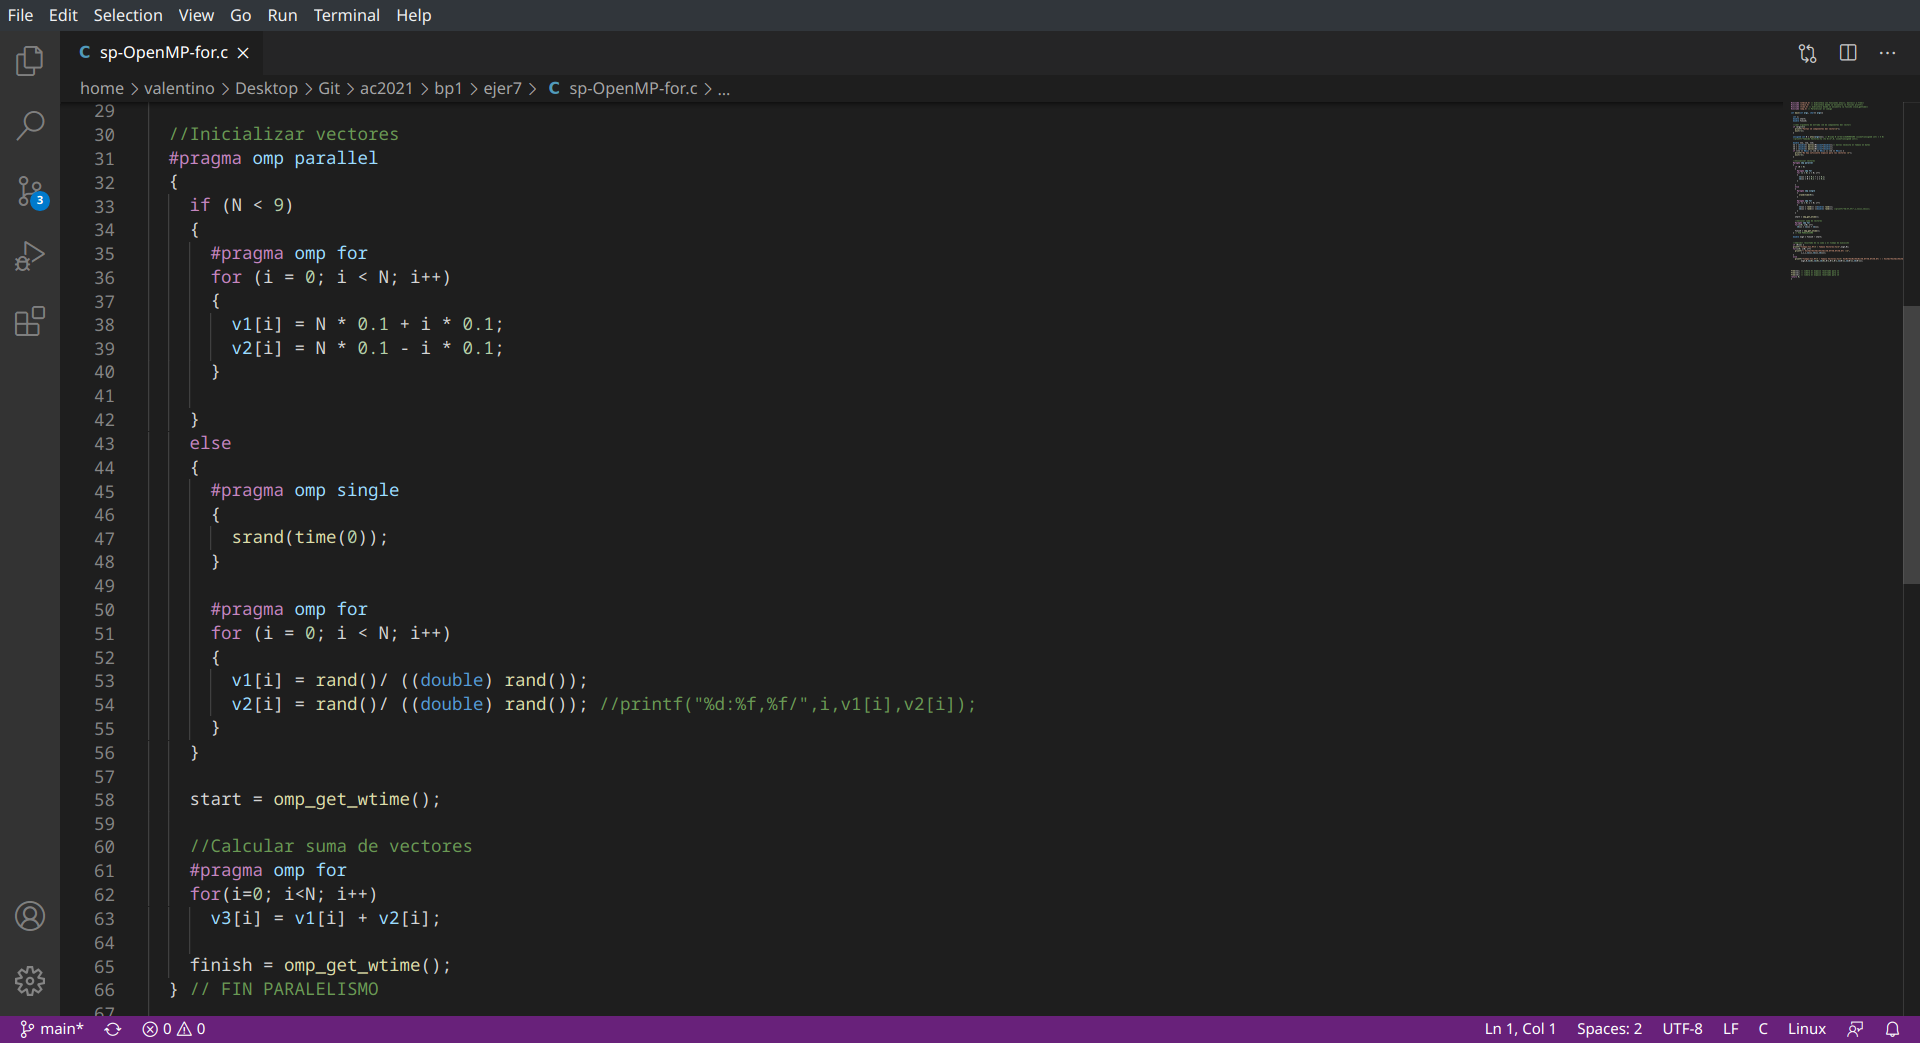 File Edit Selection View Go Run Terminal Help
C sp-OpenMP-for.c
home > valentino > Desktop > Git > ac2021 > bp1 > ejer7 > C sp-OpenMP-for.c > ...
29
30 //Inicializar vectores
31 #pragma omp parallel
32 {
33 if (N < 9)
34 {
35 #pragma omp for
36 for (i = 0; i < N; i++)
37 {
38 v1[i] = N * 0.1 + i * 0.1;
39 v2[i] = N * 0.1 - i * 0.1;
40 }
41
42 }
43 else
44 {
45 #pragma omp single
46 {
47 srand(time(0));
48 }
49
50 #pragma omp for
51 for (i = 0; i < N; i++)
52 {
53 v1[i] = rand()/ ((double) rand());
54 v2[i] = rand()/ ((double) rand()); //printf("%d:%f,%f/",i,v1[i],v2[i]);
55 }
56 }
57
58 start = omp_get_wtime();
59
60 //Calcular suma de vectores
61 #pragma omp for
62 for(i=0; i<N; i++)
63 v3[i] = v1[i] + v2[i];
64
65 finish = omp_get_wtime();
66 } // FIN PARALELISMO
67
3
main* 0 0 Ln 1, Col 1 Spaces: 2 UTF-8 LF C Linux